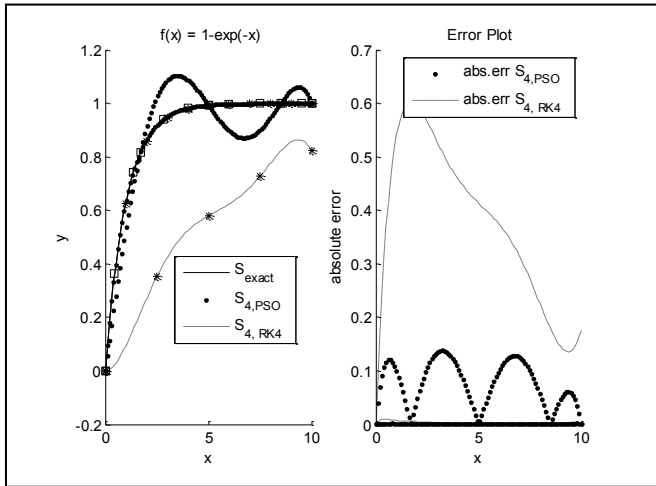 f(x) = 1-exp(-x)
1.2
1
0.8
0.6
0.4
0.2
0
-0.2
y
0 5 10
x
S_exact
S_4,PSO
S_4, RK4
Error Plot
0.7
0.6
0.5
0.4
0.3
0.2
0.1
0
absolute error
0 5 10
x
abs.err S_4,PSO
abs.err S_4, RK4